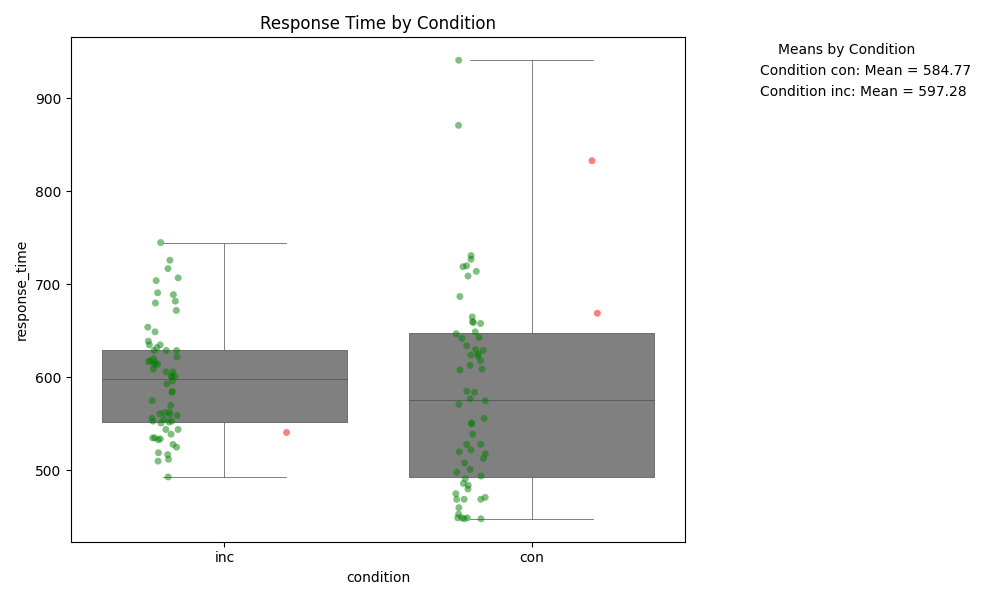 Response Time by Condition
Means by Condition
Condition con: Mean = 584.77
Condition inc: Mean = 597.28
900
800
700
600
500
response_time
inc
con
condition